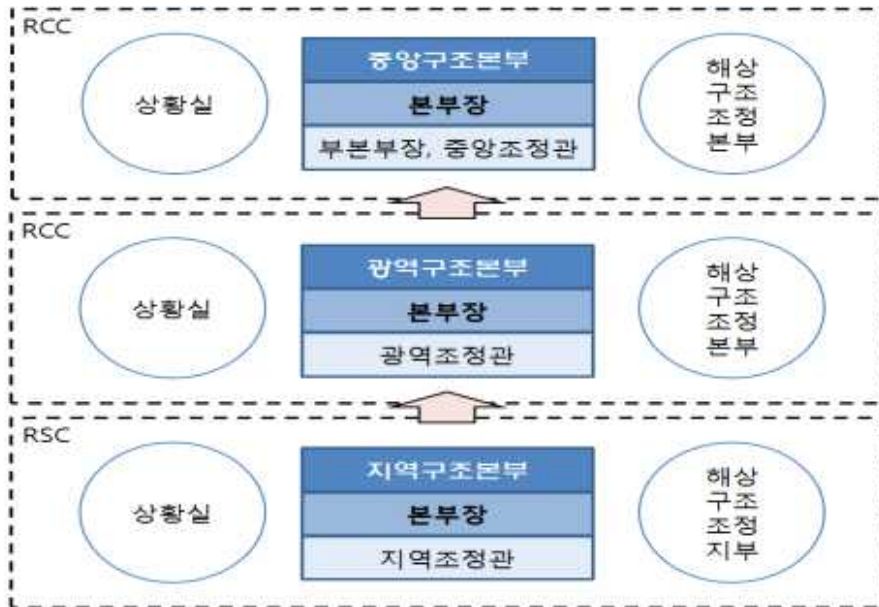 RCC
상황실
중앙구조본부
본부장
부본부장, 중앙조정관
해상
구조
조정
본부
RCC
상황실
광역구조본부
본부장
광역조정관
해상
구조
조정
본부
RSC
상황실
지역구조본부
본부장
지역조정관
해상
구조
조정
지부